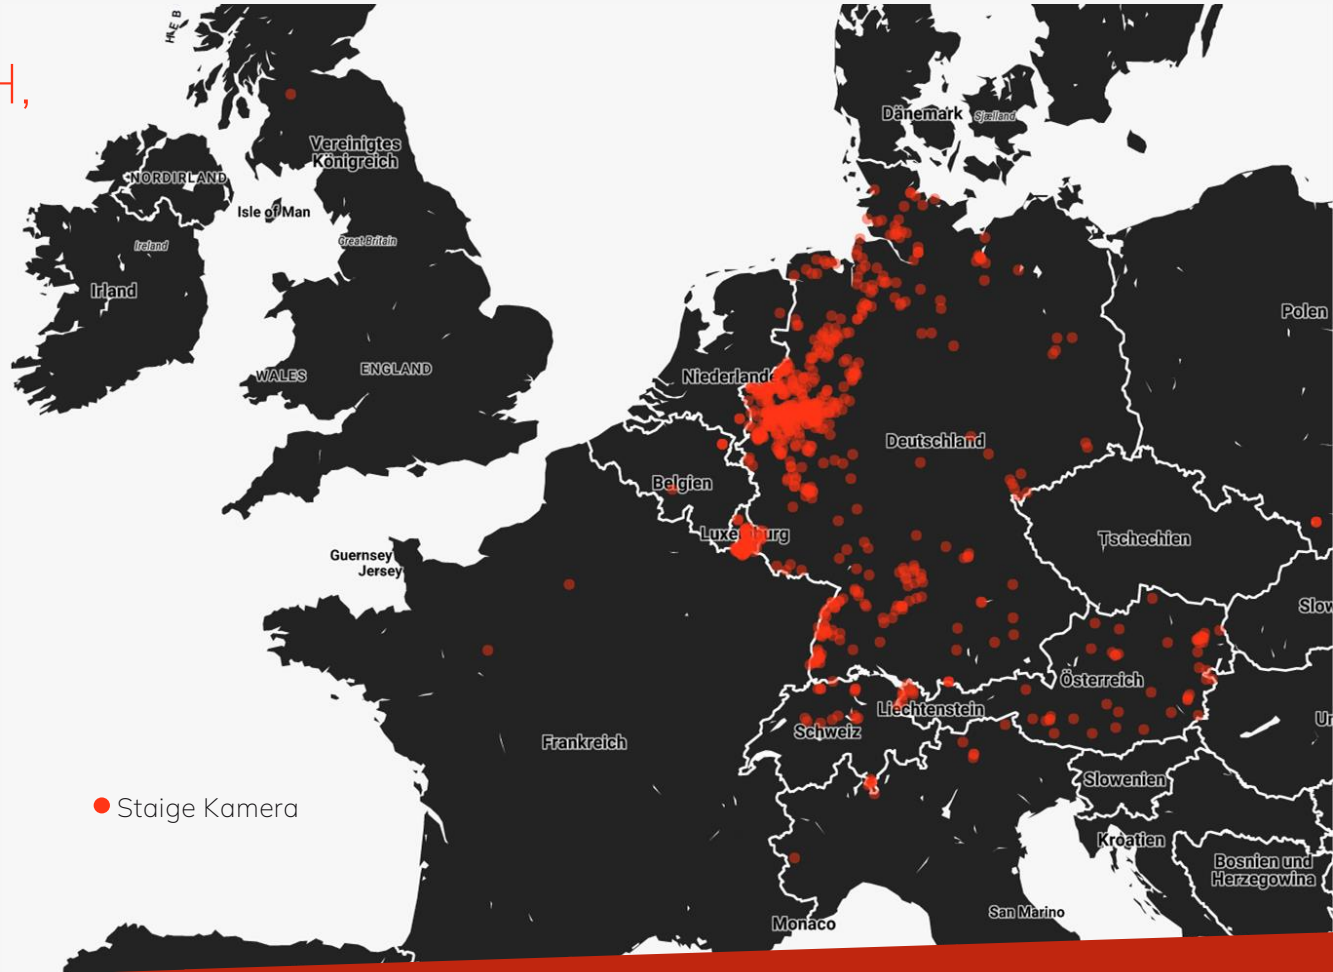 H,
Dänemark
Sjælland
Vereinigtes
Königreich
NORDIRLAND
Isle of Man
Great Britain
Ireland
Irland
Polen
WALES
ENGLAND
Niederlande
Deutschland
Belgien
Luxemburg
Tschechien
Guernsey
Jersey
Österreich
Liechtenstein
Schweiz
Frankreich
Slowenien
Staige Kamera
Kroatien
Bosnien und
Herzegowina
San Marino
Monaco